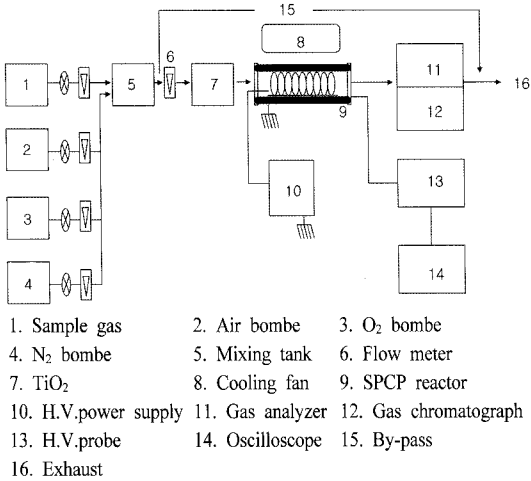 15
6
8
1
5
7
11
16
12
9
2
10
13
3
14
4
1. Sample gas 2. Air bombe 3. O₂ bombe
4. N₂ bombe 5. Mixing tank 6. Flow meter
7. TiO₂ 8. Cooling fan 9. SPCP reactor
10. H.V.power supply 11. Gas analyzer 12. Gas chromatograph
13. H.V.probe 14. Oscilloscope 15. By-pass
16. Exhaust